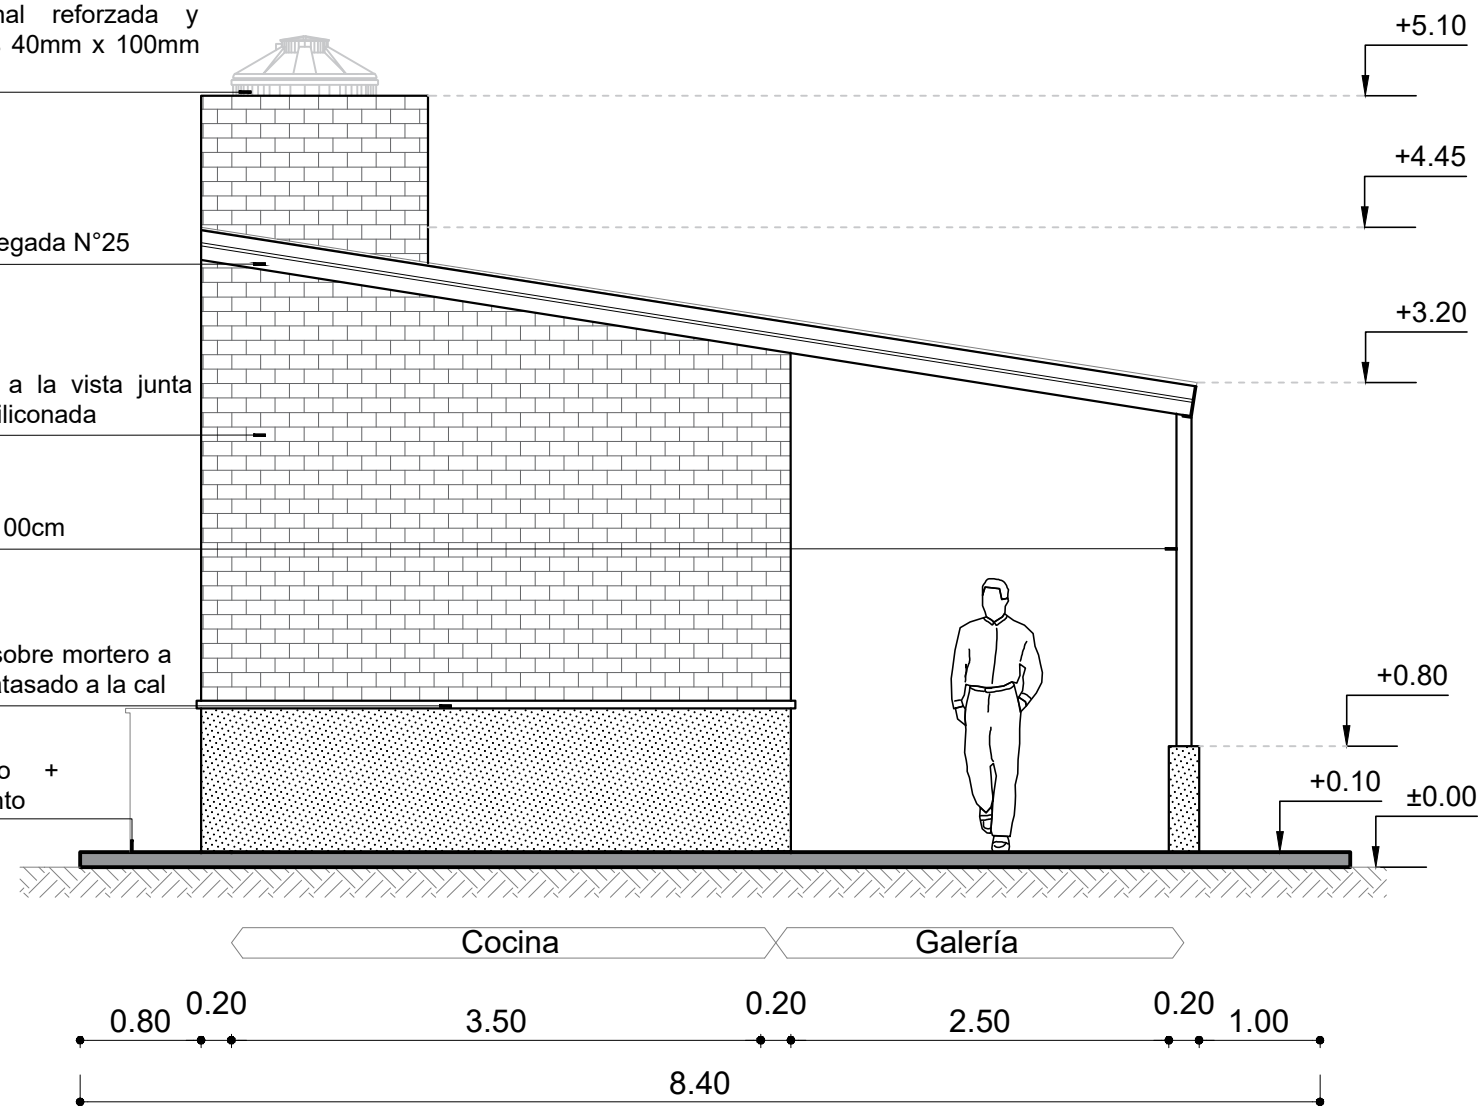 nal reforzada y
40mm x 100mm
+5.10
+4.45
egada N°25
+3.20
a la vista junta
iliconada
00cm
sobre mortero a
atasado a la cal
+0.80
o +
nto
+0.10
±0.00
Cocina
Galería
0.20 0.20 0.20
0.80 3.50 2.50 1.00
8.40